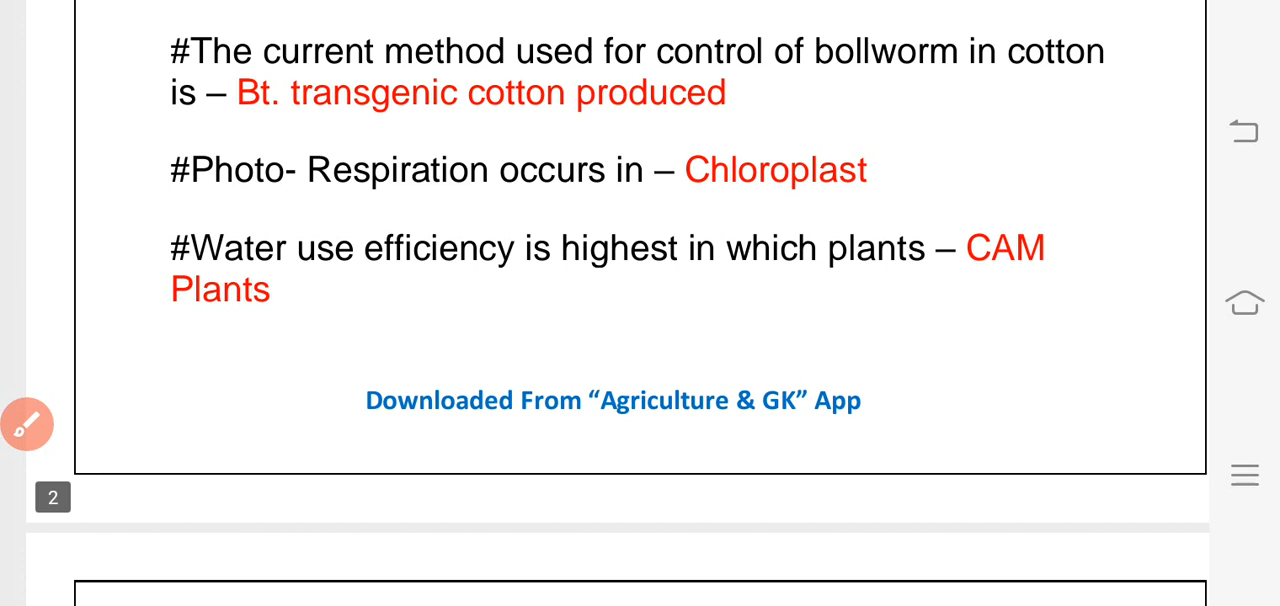 #The current method used for control of bollworm in cotton
is – Bt. transgenic cotton produced
#Photo- Respiration occurs in – Chloroplast
#Water use efficiency is highest in which plants – CAM
Plants
Downloaded From “Agriculture & GK” App
2